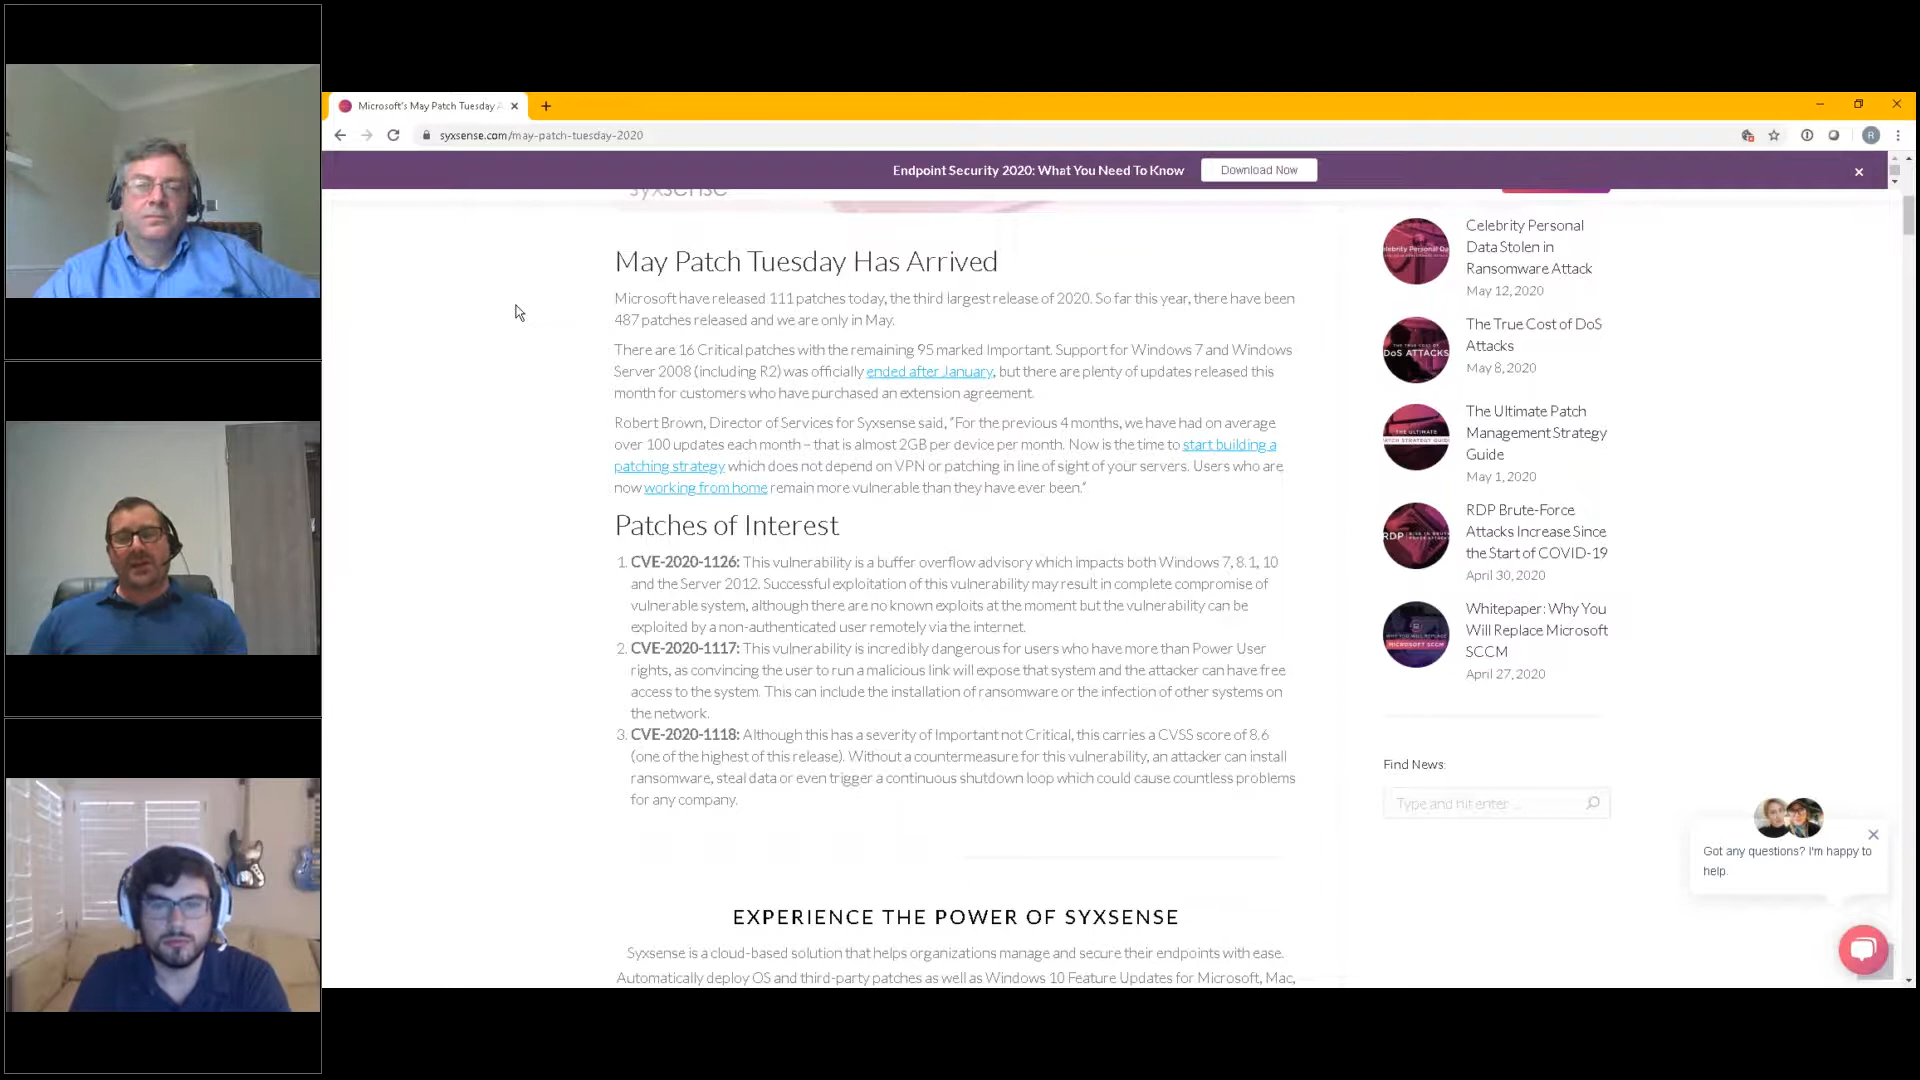 Microsoft's May Patch Tuesday A
syxsense.com/may-patch-tuesday-2020
R
Endpoint Security 2020: What You Need To Know
Download Now
syxsense
May Patch Tuesday Has Arrived
Microsoft have released 111 patches today, the third largest release of 2020. So far this year, there have been
487 patches released and we are only in May.
There are 16 Critical patches with the remaining 95 marked Important. Support for Windows 7 and Windows
Server 2008 (including R2) was officially ended after January, but there are plenty of updates released this
month for customers who have purchased an extension agreement.
Robert Brown, Director of Services for Syxsense said, "For the previous 4 months, we have had on average
over 100 updates each month – that is almost 2GB per device per month. Now is the time to start building a
patching strategy which does not depend on VPN or patching in line of sight of your servers. Users who are
now working from home remain more vulnerable than they have ever been."
Patches of Interest
1. CVE-2020-1126: This vulnerability is a buffer overflow advisory which impacts both Windows 7, 8.1, 10
and the Server 2012. Successful exploitation of this vulnerability may result in complete compromise of
vulnerable system, although there are no known exploits at the moment but the vulnerability can be
exploited by a non-authenticated user remotely via the internet.
2. CVE-2020-1117: This vulnerability is incredibly dangerous for users who have more than Power User
rights, as convincing the user to run a malicious link will expose that system and the attacker can have free
access to the system. This can include the installation of ransomware or the infection of other systems on
the network.
3. CVE-2020-1118: Although this has a severity of Important not Critical, this carries a CVSS score of 8.6
(one of the highest of this release). Without a countermeasure for this vulnerability, an attacker can install
ransomware, steal data or even trigger a continuous shutdown loop which could cause countless problems
for any company.
EXPERIENCE THE POWER OF SYXSENSE
Syxsense is a cloud-based solution that helps organizations manage and secure their endpoints with ease.
Automatically deploy OS and third-party patches as well as Windows 10 Feature Updates for Microsoft, Mac,
Celebrity Personal
Data Stolen in
Ransomware Attack
May 12, 2020
The True Cost of DoS
Attacks
May 8, 2020
DoS ATTACKS
The Ultimate Patch
Management Strategy
Guide
May 1, 2020
RDP Brute-Force
Attacks Increase Since
the Start of COVID-19
April 30, 2020
RDP
Whitepaper: Why You
Will Replace Microsoft
SCCM
April 27, 2020
MICROSOFT SCCM
Find News:
Type and hit enter ...
Got any questions? I'm happy to
help.